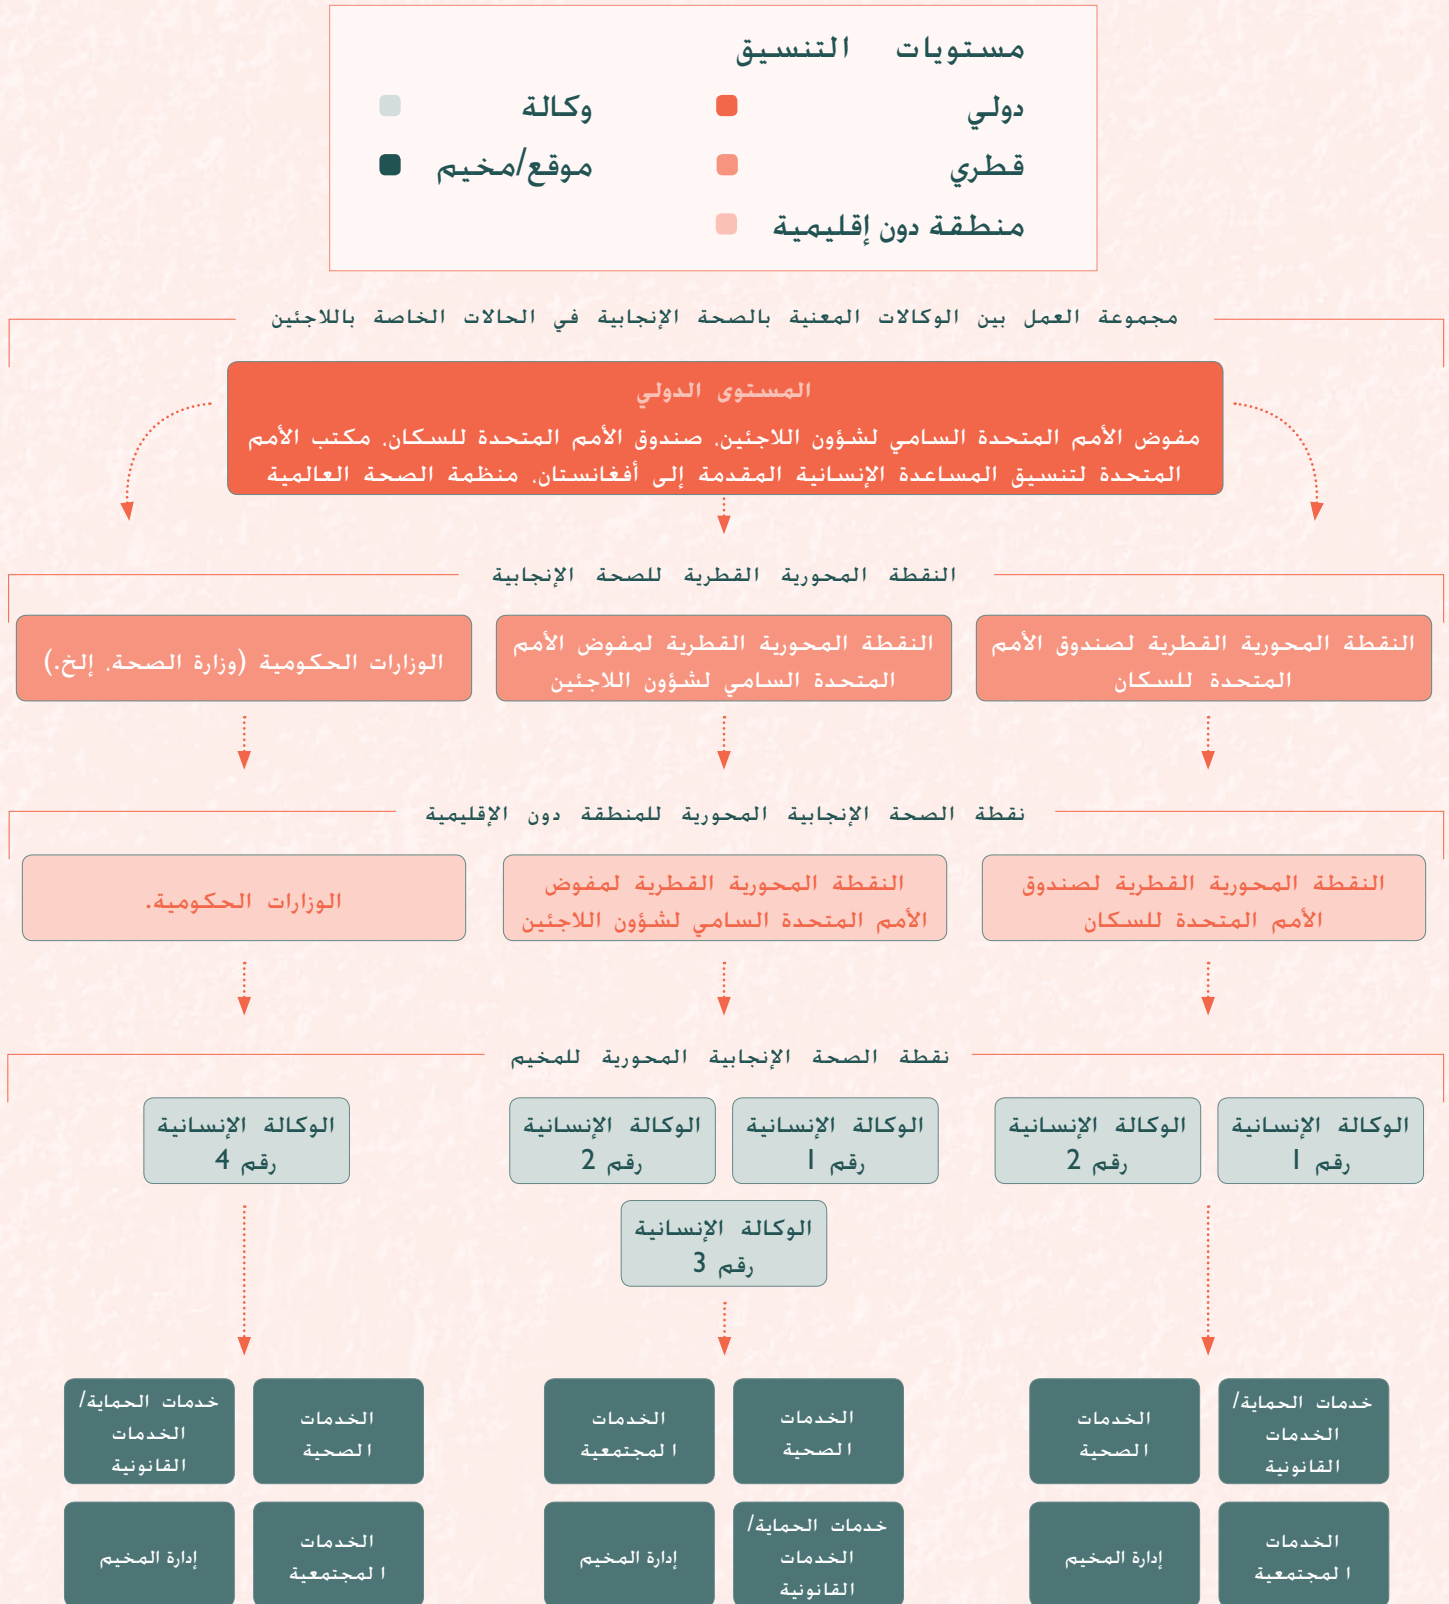 مستويات التنسيق
دولي
وكالة
قطري
موقع/مخيم
منطقة دون إقليمية
مجموعة العمل بين الوكالات المعنية بالصحة الإنجابية في الحالات الخاصة باللاجئين
المستوى الدولي
مفوض الأمم المتحدة السامي لشؤون اللاجئين، صندوق الأمم المتحدة للسكان، مكتب الأمم
المتحدة لتنسيق المساعدة الإنسانية المقدمة إلى أفغانستان، منظمة الصحة العالمية
النقطة المحورية القطرية للصحة الإنجابية
النقطة المحورية القطرية لصندوق الأمم
المتحدة للسكان
النقطة المحورية القطرية لمفوض الأمم
المتحدة السامي لشؤون اللاجئين
الوزارات الحكومية (وزارة الصحة، إلخ.)
نقطة الصحة الإنجابية المحورية للمنطقة دون الإقليمية
النقطة المحورية القطرية لصندوق
الأمم المتحدة للسكان
النقطة المحورية القطرية لمفوض
الأمم المتحدة السامي لشؤون اللاجئين
الوزارات الحكومية.
نقطة الصحة الإنجابية المحورية للمخيم
الوكالة الإنسانية
رقم 1
الوكالة الإنسانية
رقم 2
الوكالة الإنسانية
رقم 1
الوكالة الإنسانية
رقم 2
الوكالة الإنسانية
رقم 3
الوكالة الإنسانية
رقم 4
خدمات الحماية/
الخدمات
القانونية
الخدمات
الصحية
الخدمات
المجتمعية
إدارة المخيم
الخدمات
الصحية
الخدمات
المجتمعية
خدمات الحماية/
الخدمات
القانونية
إدارة المخيم
الخدمات
الصحية
خدمات الحماية/
الخدمات
القانونية
الخدمات
المجتمعية
إدارة المخيم